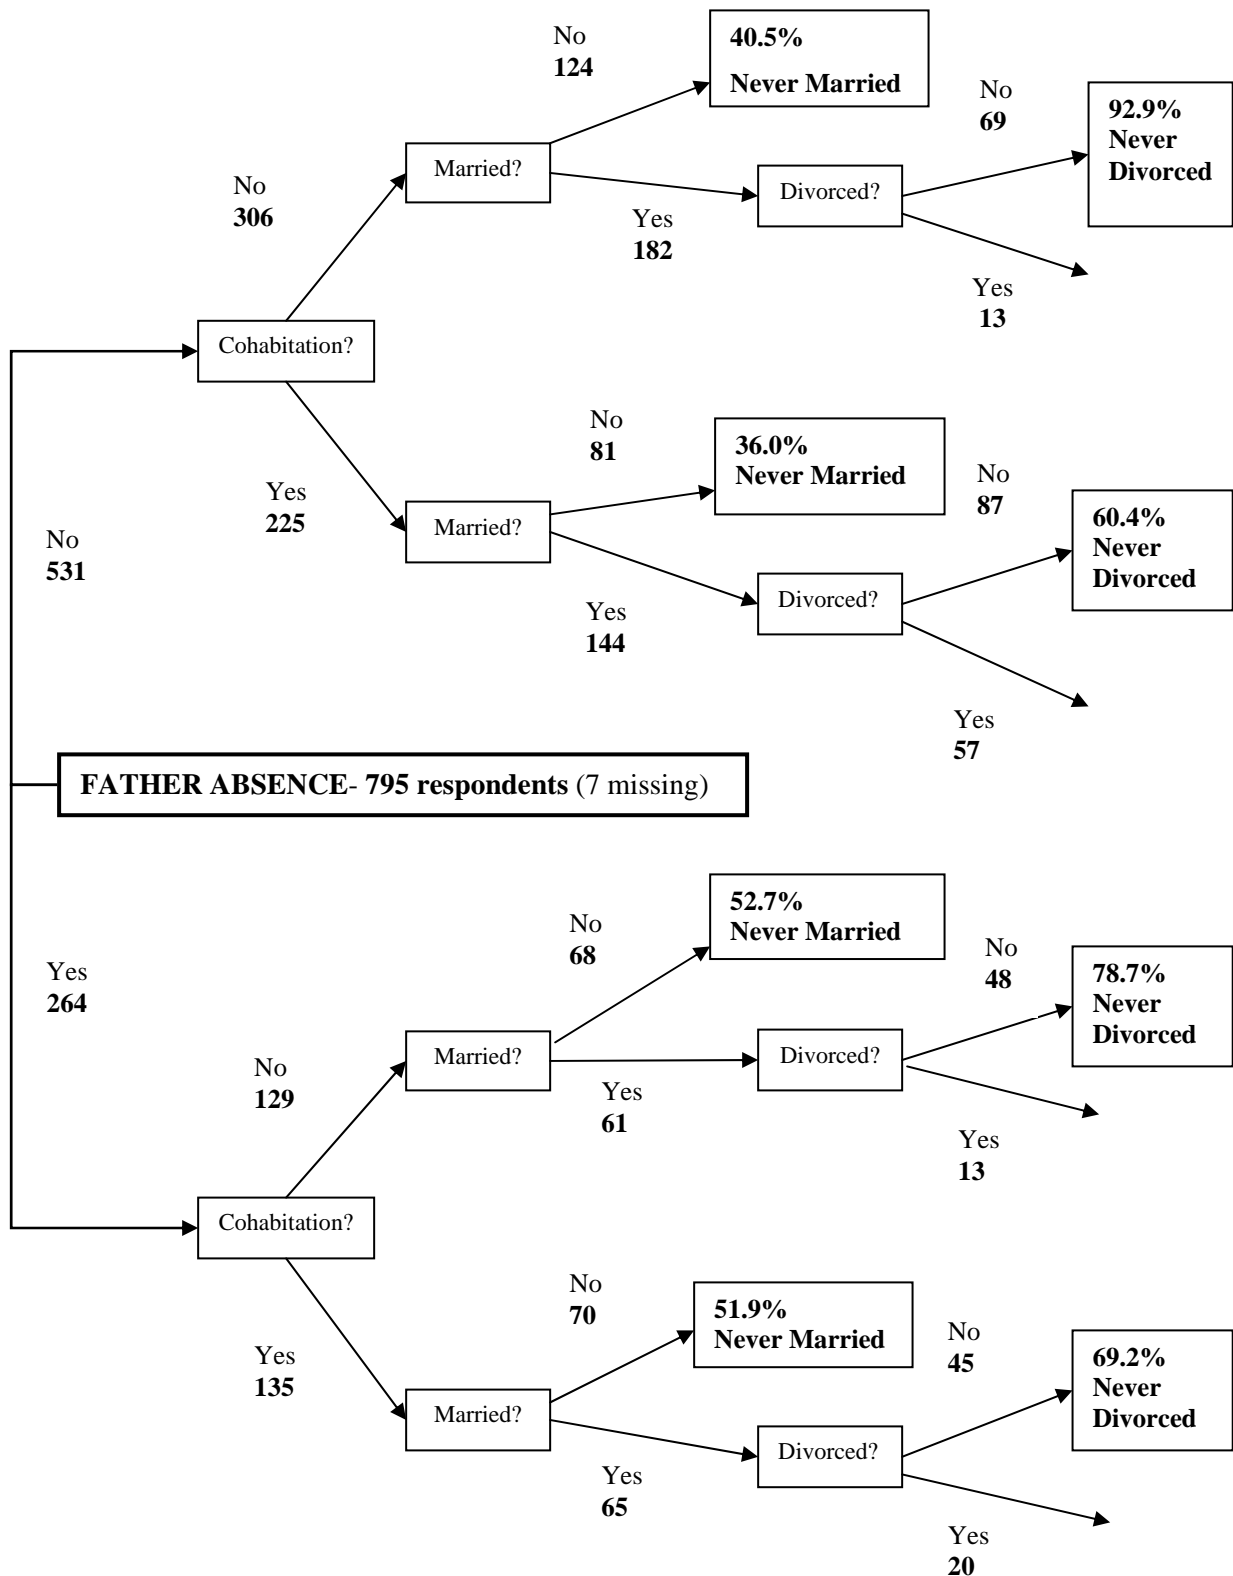 No
124
40.5%
Never Married
No
69
92.9%
Never
Divorced
Married?
No
306
Divorced?
Yes
182
Yes
13
Cohabitation?
No
81
36.0%
Never Married
No
87
60.4%
Never
Divorced
Yes
225
Married?
No
531
Divorced?
Yes
144
Yes
57
FATHER ABSENCE- 795 respondents (7 missing)
52.7%
Never Married
No
68
No
48
78.7%
Never
Divorced
Yes
264
Married?
Divorced?
No
129
Yes
61
Yes
13
Cohabitation?
No
70
51.9%
Never Married
No
45
69.2%
Never
Divorced
Yes
135
Married?
Divorced?
Yes
65
Yes
20